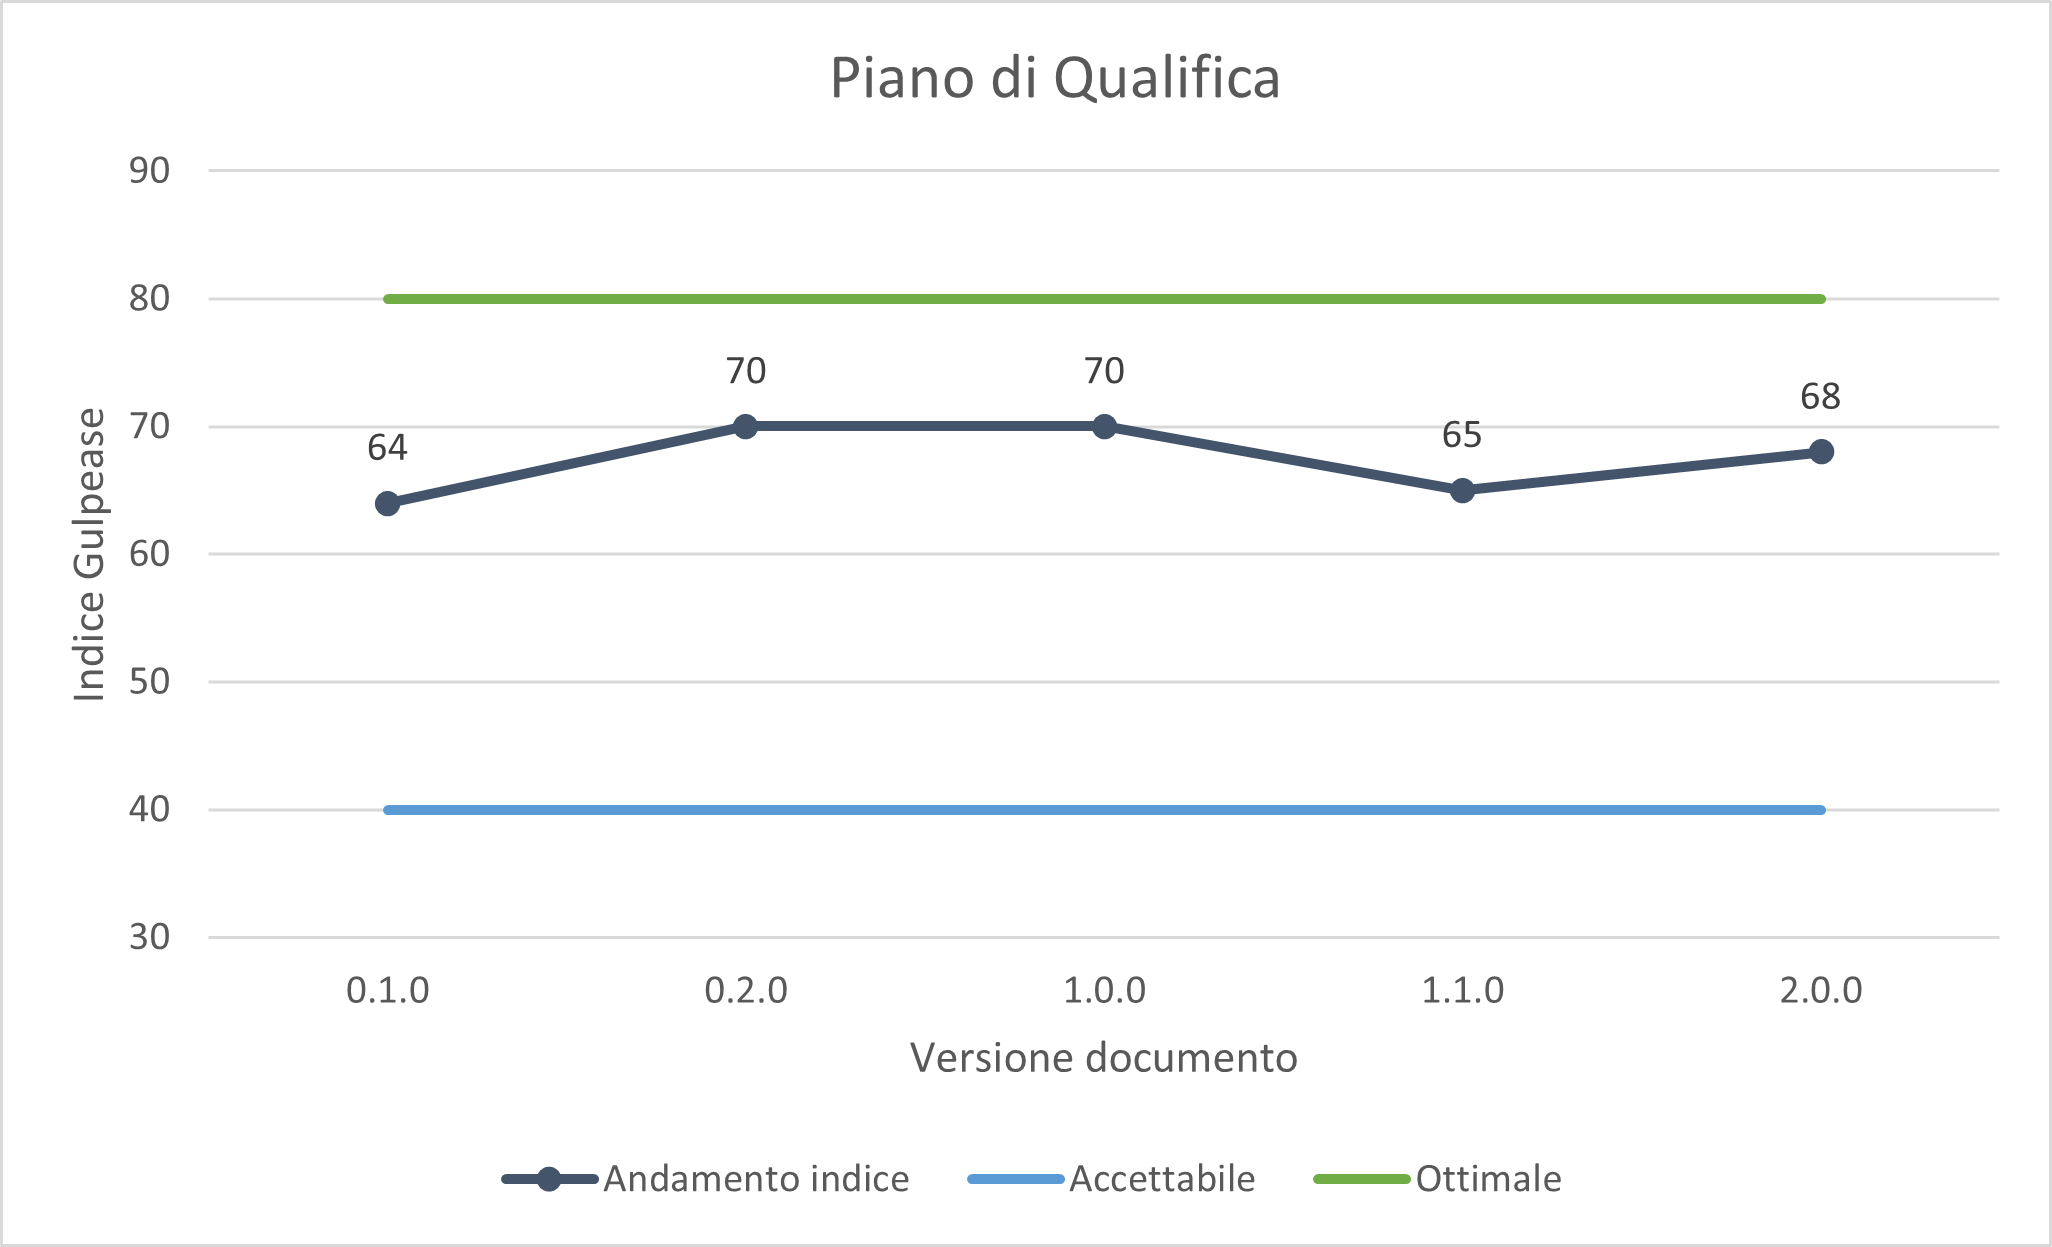 Piano di Qualifica
90
80
70
60
50
40
30
Indice Gulpease
64
70
70
65
68
0.1.0 0.2.0 1.0.0 1.1.0 2.0.0
Versione documento
Andamento indice Accettabile Ottimale